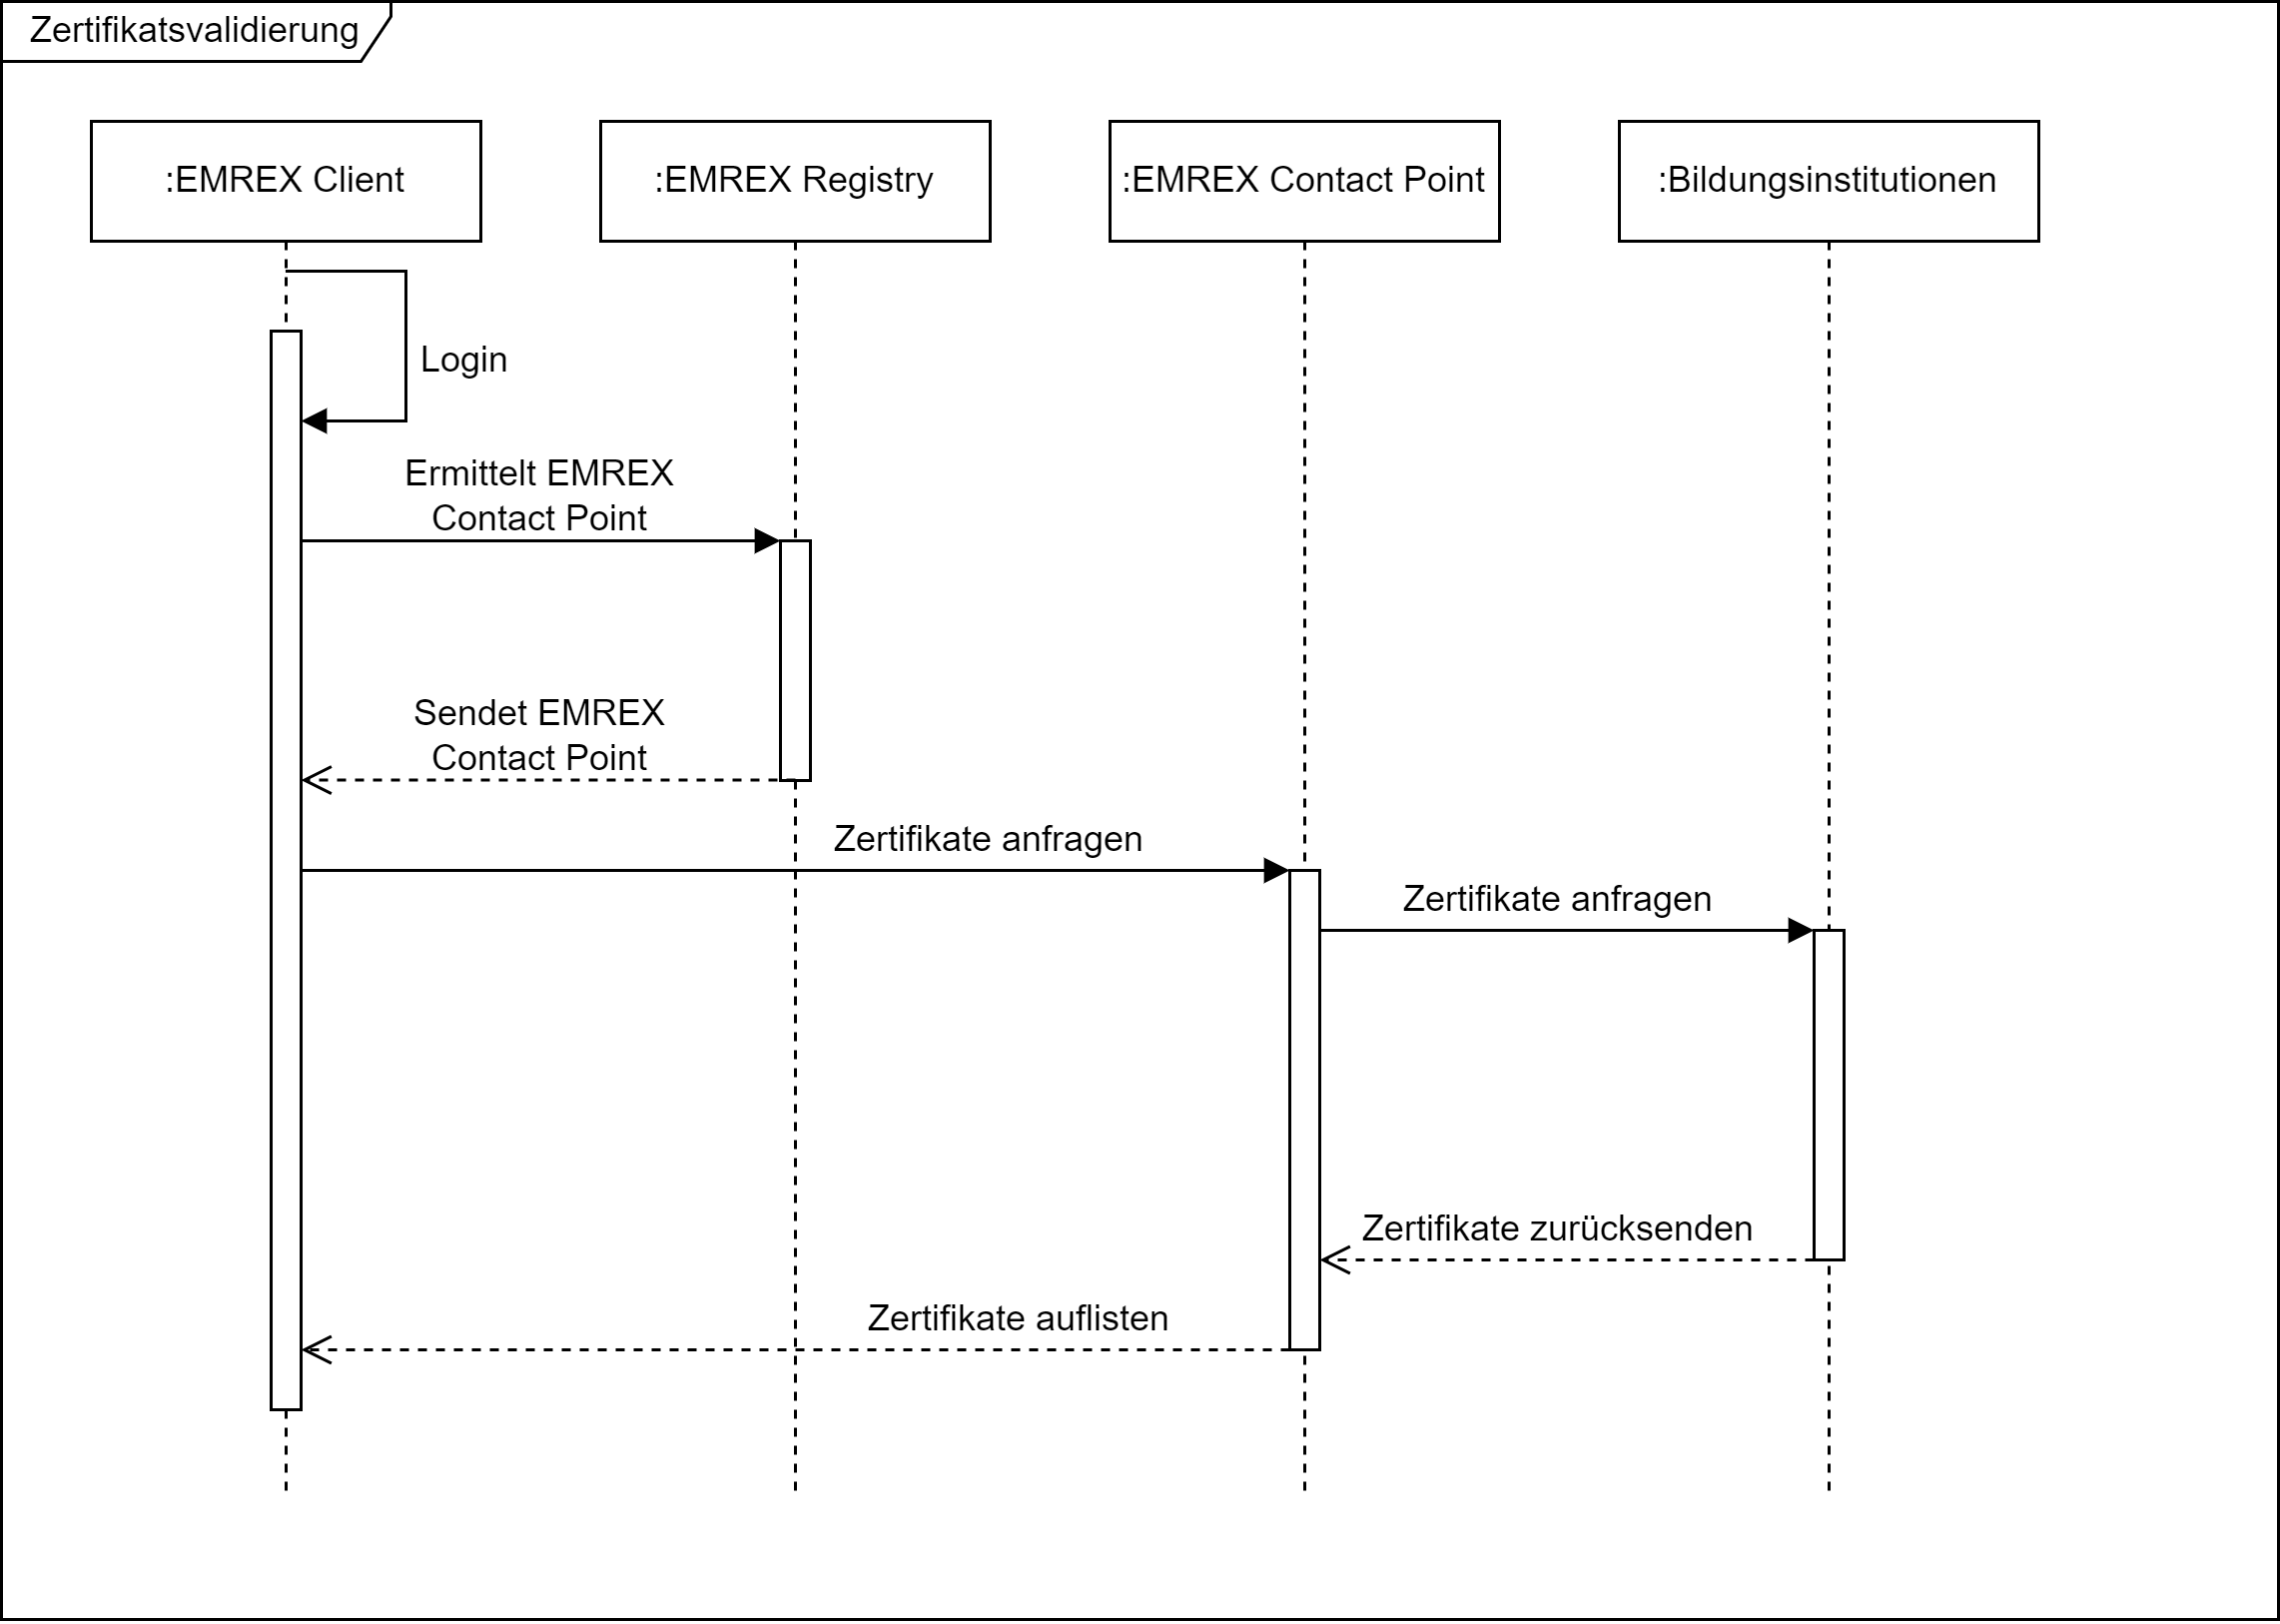 Zertifikatsvalidierung
:EMREX Client
:EMREX Registry
:EMREX Contact Point
:Bildungsinstitutionen
Login
Ermittelt EMREX
Contact Point
Sendet EMREX
Contact Point
Zertifikate anfragen
Zertifikate anfragen
Zertifikate zurücksenden
Zertifikate auflisten